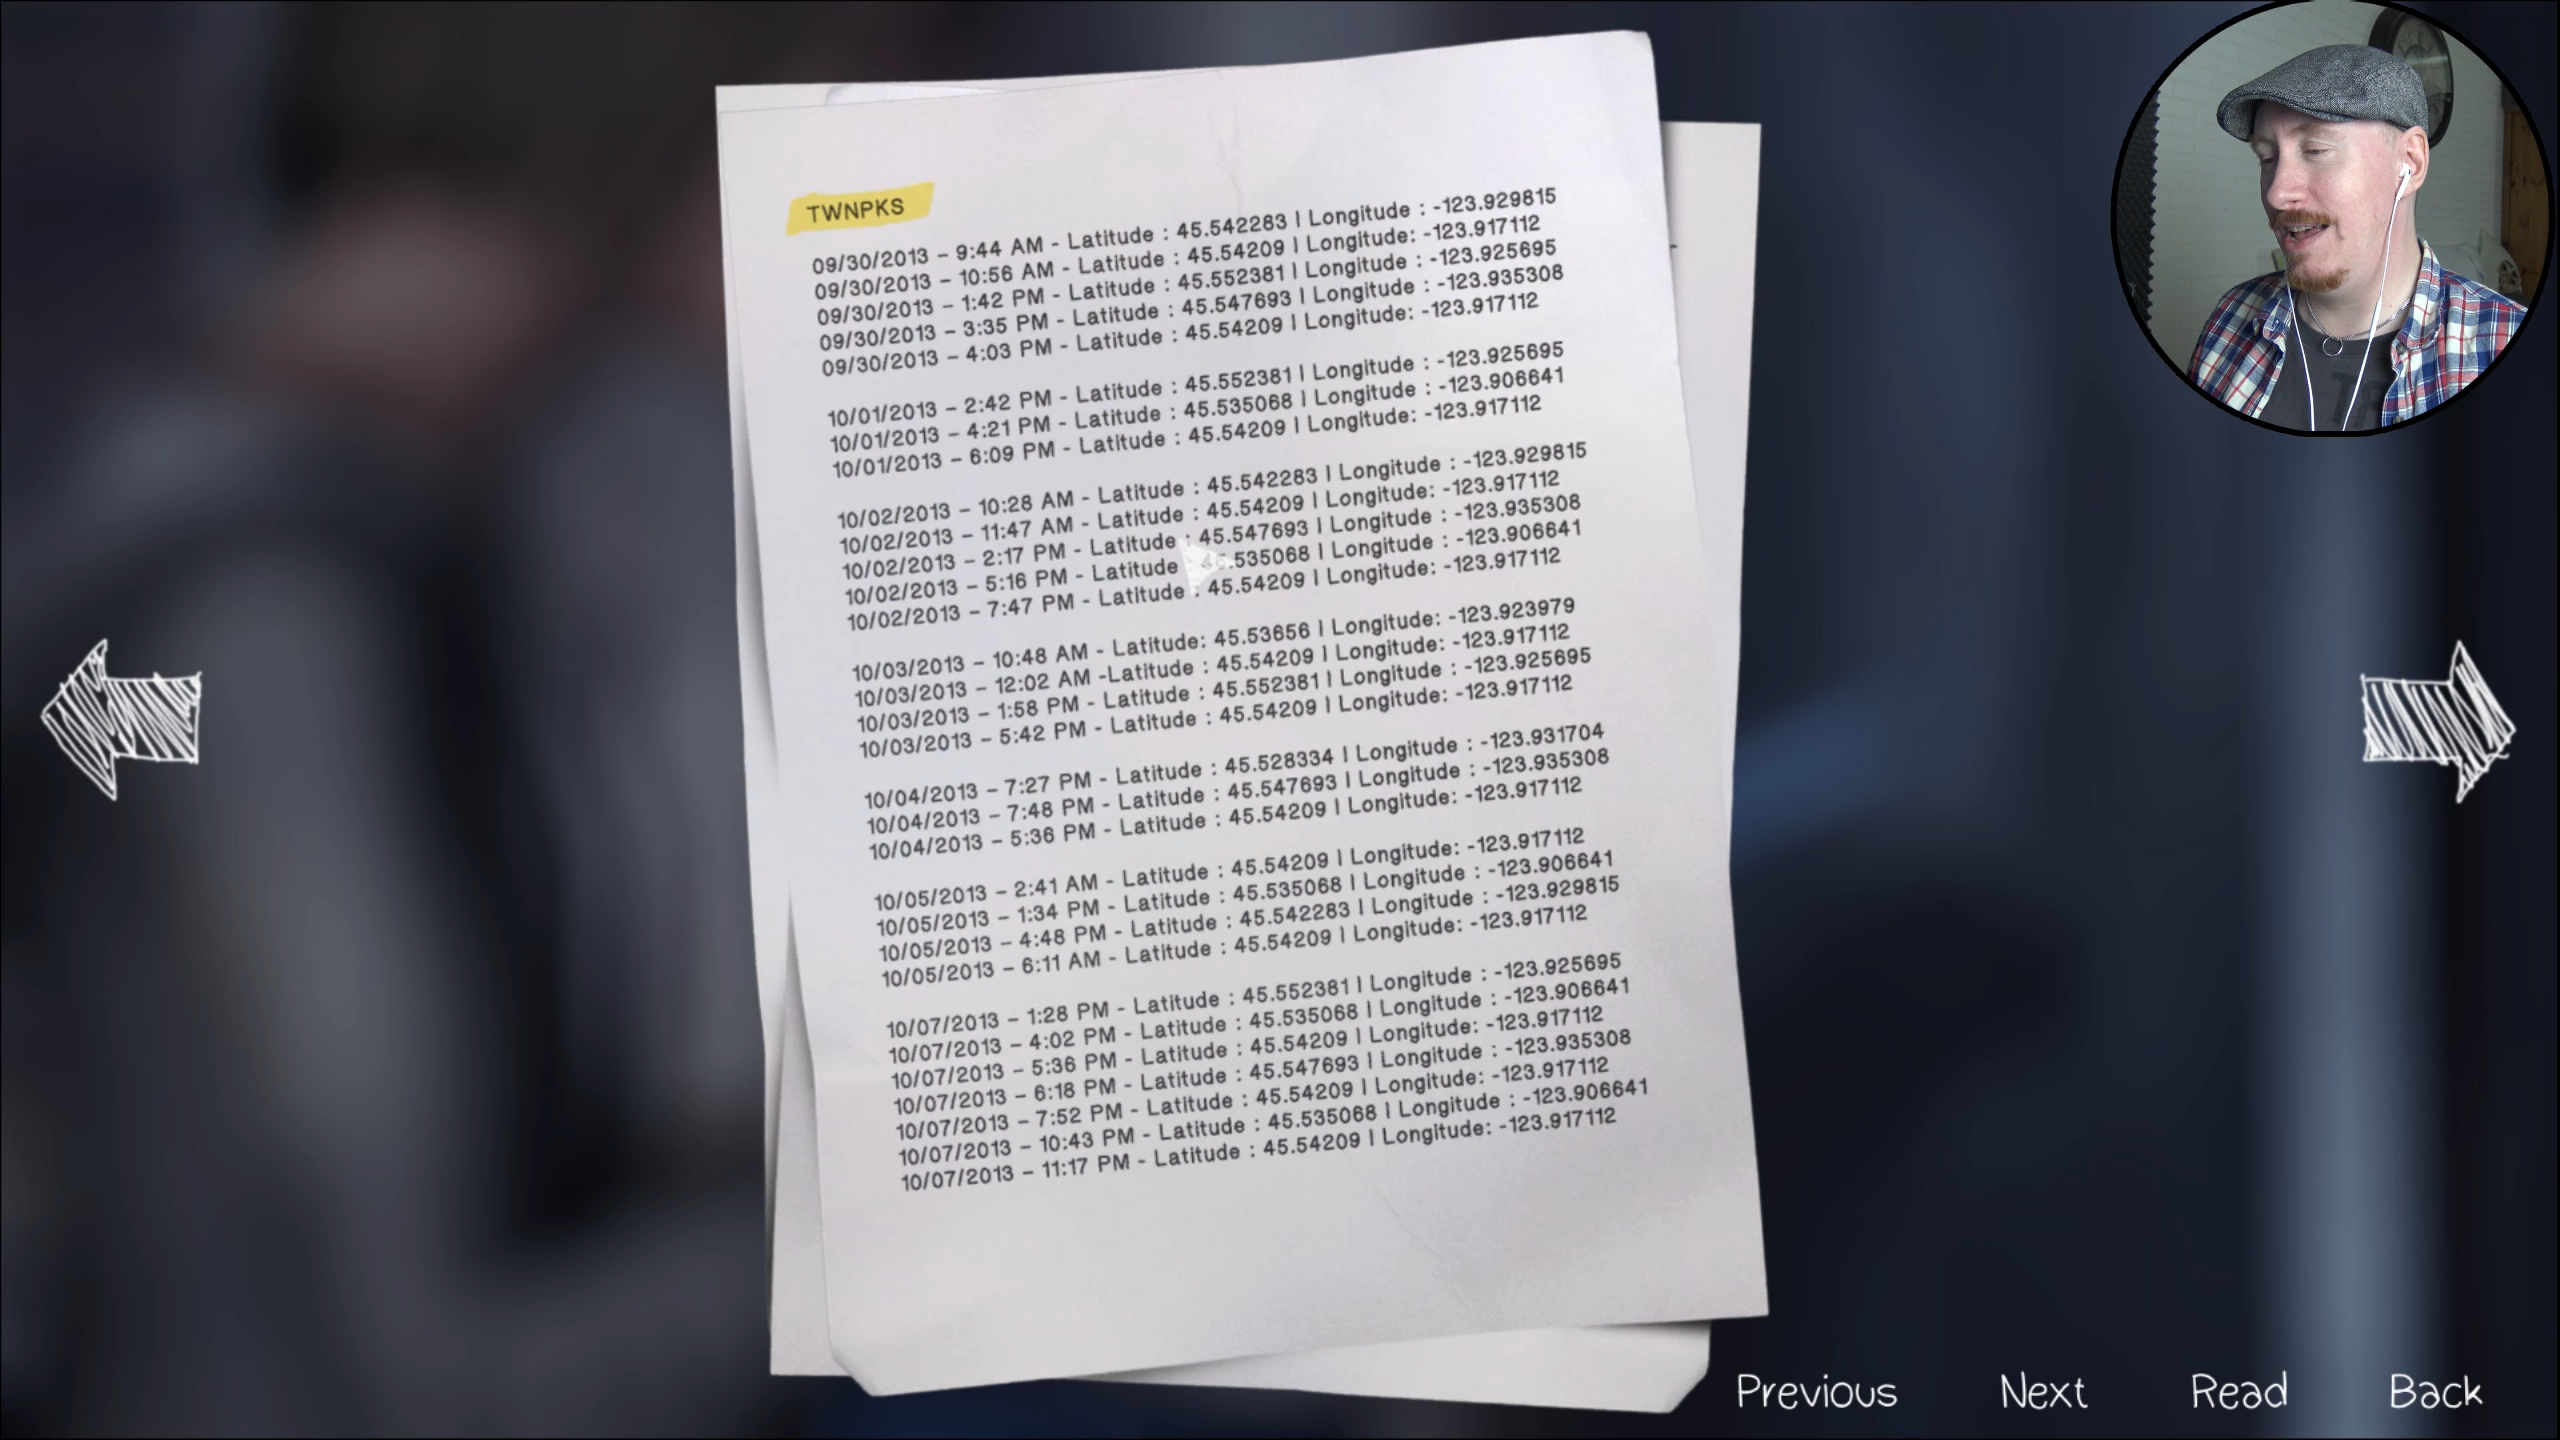 TWNPKS
09/30/2013 – 9:44 AM - Latitude : 45.542283 | Longitude : -123.929815
09/30/2013 – 10:56 AM - Latitude : 45.54209 | Longitude: -123.917112
09/30/2013 – 1:42 PM - Latitude : 45.552381 | Longitude : -123.925695
09/30/2013 – 3:35 PM - Latitude : 45.547693 | Longitude : -123.935308
09/30/2013 – 4:03 PM - Latitude : 45.54209 | Longitude: -123.917112
10/01/2013 – 2:42 PM - Latitude : 45.552381 | Longitude : -123.925695
10/01/2013 – 4:21 PM - Latitude : 45.535068 | Longitude : -123.906641
10/01/2013 – 6:09 PM - Latitude : 45.54209 | Longitude: -123.917112
10/02/2013 – 10:28 AM - Latitude : 45.542283 | Longitude : -123.929815
10/02/2013 – 11:47 AM - Latitude : 45.54209 | Longitude: -123.917112
10/02/2013 – 2:17 PM - Latitude : 45.547693 | Longitude : -123.935308
10/02/2013 – 5:16 PM - Latitude 45.535068 | Longitude : -123.906641
10/02/2013 – 7:47 PM - Latitude : 45.54209 | Longitude: -123.917112
10/03/2013 – 10:48 AM - Latitude: 45.53656 | Longitude: -123.923979
10/03/2013 – 12:02 AM -Latitude : 45.54209 | Longitude: -123.917112
10/03/2013 – 1:58 PM - Latitude : 45.552381 | Longitude : -123.925695
10/03/2013 – 5:42 PM - Latitude : 45.54209 | Longitude: -123.917112
10/04/2013 – 7:27 PM - Latitude : 45.528334 | Longitude : -123.931704
10/04/2013 – 7:48 PM - Latitude : 45.547693 | Longitude : -123.935308
10/04/2013 – 5:36 PM - Latitude : 45.54209 | Longitude: -123.917112
10/05/2013 – 2:41 AM - Latitude : 45.54209 | Longitude: -123.917112
10/05/2013 – 1:34 PM - Latitude : 45.535068 | Longitude : -123.906641
10/05/2013 – 4:48 PM - Latitude : 45.542283 | Longitude : -123.929815
10/05/2013 – 6:11 AM - Latitude : 45.54209 | Longitude: -123.917112
10/07/2013 – 1:28 PM - Latitude : 45.552381 | Longitude : -123.925695
10/07/2013 – 4:02 PM - Latitude : 45.535068 | Longitude : -123.906641
10/07/2013 – 5:36 PM - Latitude : 45.54209 | Longitude: -123.917112
10/07/2013 – 6:18 PM - Latitude : 45.547693 | Longitude : -123.935308
10/07/2013 – 7:52 PM - Latitude : 45.54209 | Longitude: -123.917112
10/07/2013 – 10:43 PM - Latitude : 45.535068 | Longitude : -123.906641
10/07/2013 – 11:17 PM - Latitude : 45.54209 | Longitude: -123.917112
Previous Next Read Back